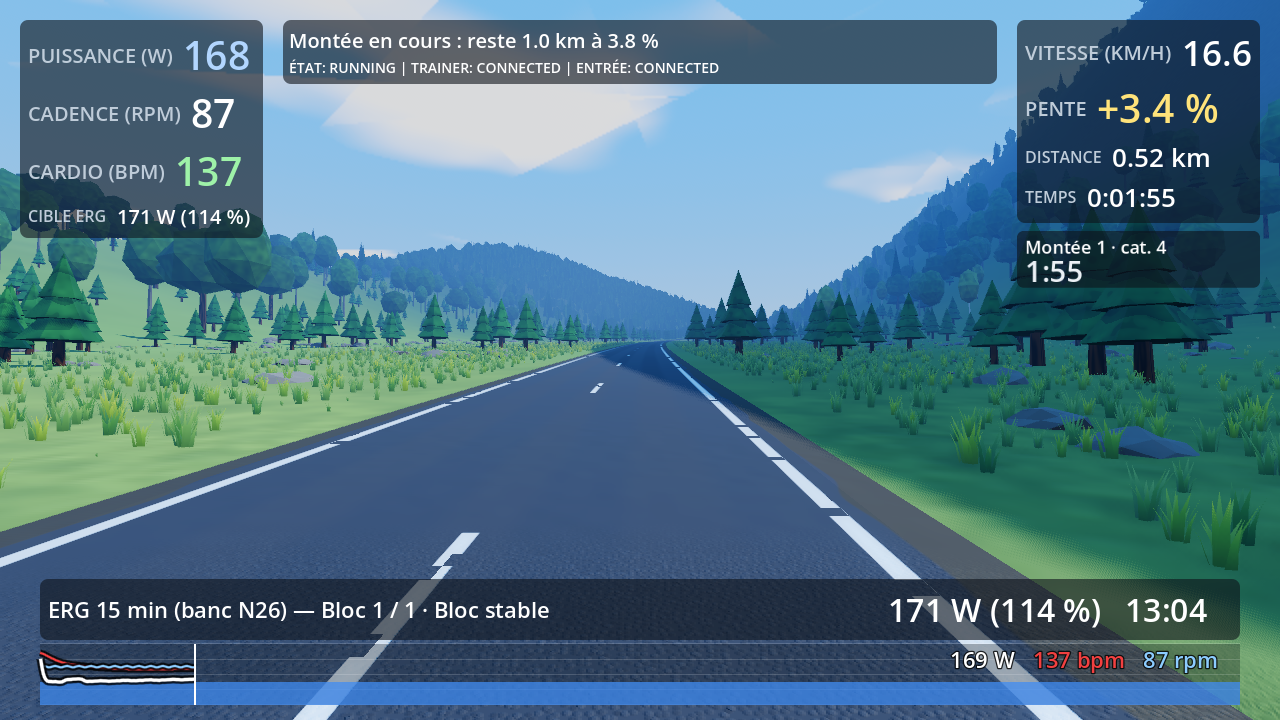 PUISSANCE (W) 168
CADENCE (RPM) 87
CARDIO (BPM) 137
CIBLE ERG 171 W (114 %)
Montée en cours : reste 1.0 km à 3.8 %
ÉTAT: RUNNING | TRAINER: CONNECTED | ENTRÉE: CONNECTED
VITESSE (KM/H) 16.6
PENTE +3.4 %
DISTANCE 0.52 km
TEMPS 0:01:55
Montée 1 · cat. 4
1:55
ERG 15 min (banc N26) — Bloc 1 / 1 · Bloc stable 171 W (114 %) 13:04
169 W 137 bpm 87 rpm